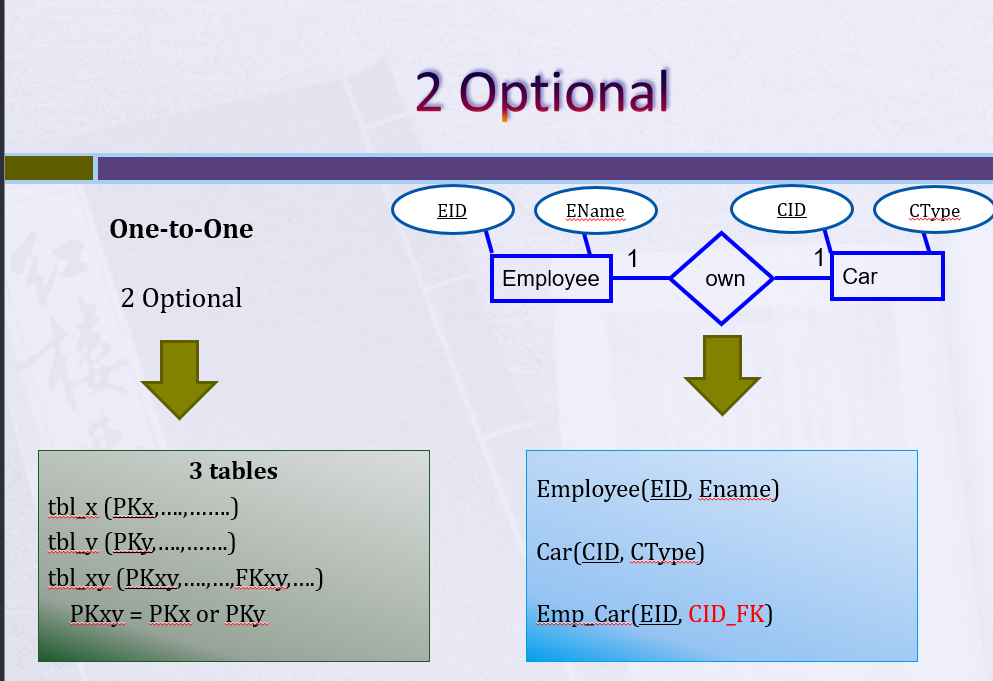 2 Optional
One-to-One
2 Optional
EID
EName
CID
CType
Employee
1
own
1
Car
3 tables
tbl_x (PKx,….,…….)
tbl_y (PKy,….,…….)
tbl_xy (PKxy,….,…,FKxy,….)
PKxy = PKx or PKy
Employee(EID, Ename)
Car(CID, CType)
Emp_Car(EID, CID_FK)